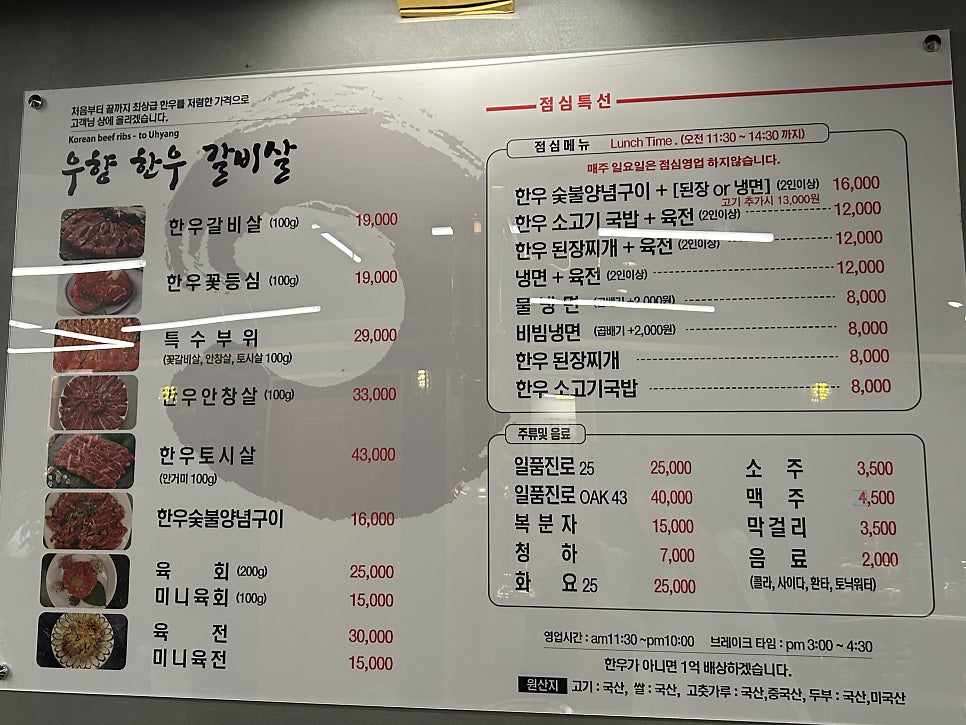 처음부터 끝까지 최상급 한우를 저렴한 가격으로
고객님 상에 올리겠습니다.
Korean beef ribs - to Uhyang
우향 한우 갈비살
한우갈비살 (100g) 19,000
한우꽃등심 (100g) 19,000
특수부위 29,000
(꽃갈비살, 안창살, 토시살 100g)
한우안창살 (100g) 33,000
한우토시살 43,000
(안거미 100g)
한우숯불양념구이 16,000
육회 (200g) 25,000
미니육회 (100g) 15,000
육전 30,000
미니육전 15,000
점심특선
점심메뉴 Lunch Time . (오전 11:30 ~ 14:30 까지)
매주 일요일은 점심영업 하지않습니다.
한우 숯불양념구이 + [된장 or 냉면] (2인이상) 16,000
고기 추가시 13,000원
한우 소고기 국밥 + 육전 (2인이상) 12,000
한우 된장찌개 + 육전 (2인이상) 12,000
냉면 + 육전 (2인이상) 12,000
물냉면 (곱배기 +2,000원) 8,000
비빔냉면 (곱배기 +2,000원) 8,000
한우 된장찌개 8,000
한우 소고기국밥 8,000
주류및 음료
일품진로 25 25,000
일품진로 OAK 43 40,000
복분자 15,000
청하 7,000
화요 25 25,000
소주 3,500
맥주 4,500
막걸리 3,500
음료 2,000
(콜라, 사이다, 환타, 토닉워터)
영업시간 : am11:30 ~pm10:00 브레이크 타임 : pm 3:00 ~ 4:30
한우가 아니면 1억 배상하겠습니다.
원산지 고기 : 국산, 쌀 : 국산, 고춧가루 : 국산,중국산, 두부 : 국산,미국산